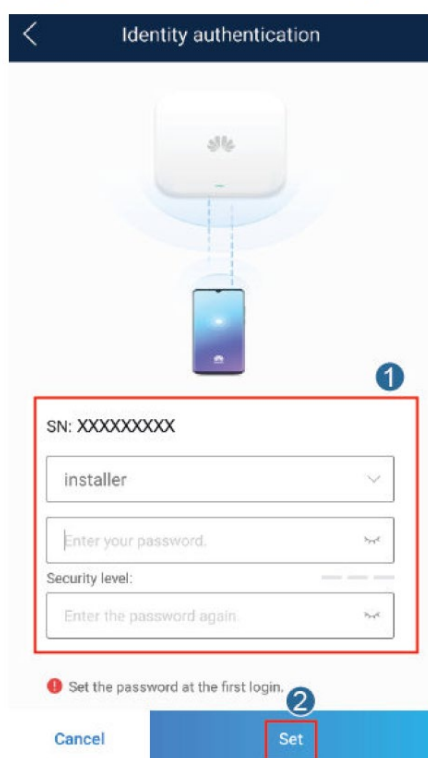 Identity authentication
1
SN: XXXXXXXXX
installer
Enter your password.
Security level:
Enter the password again
Set the password at the first login.
2
Cancel
Set